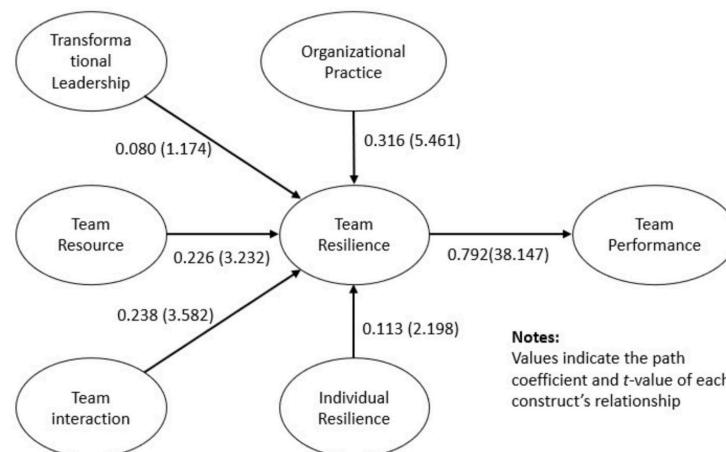 Transforma
tional
Leadership
Organizational
Practice
0.080 (1.174)
0.316 (5.461)
Team
Resource
Team
Resilience
Team
Performance
0.226 (3.232)
0.792(38.147)
0.238 (3.582)
0.113 (2.198)
Team
interaction
Individual
Resilience
Notes:
Values indicate the path
coefficient and t-value of each
construct's relationship